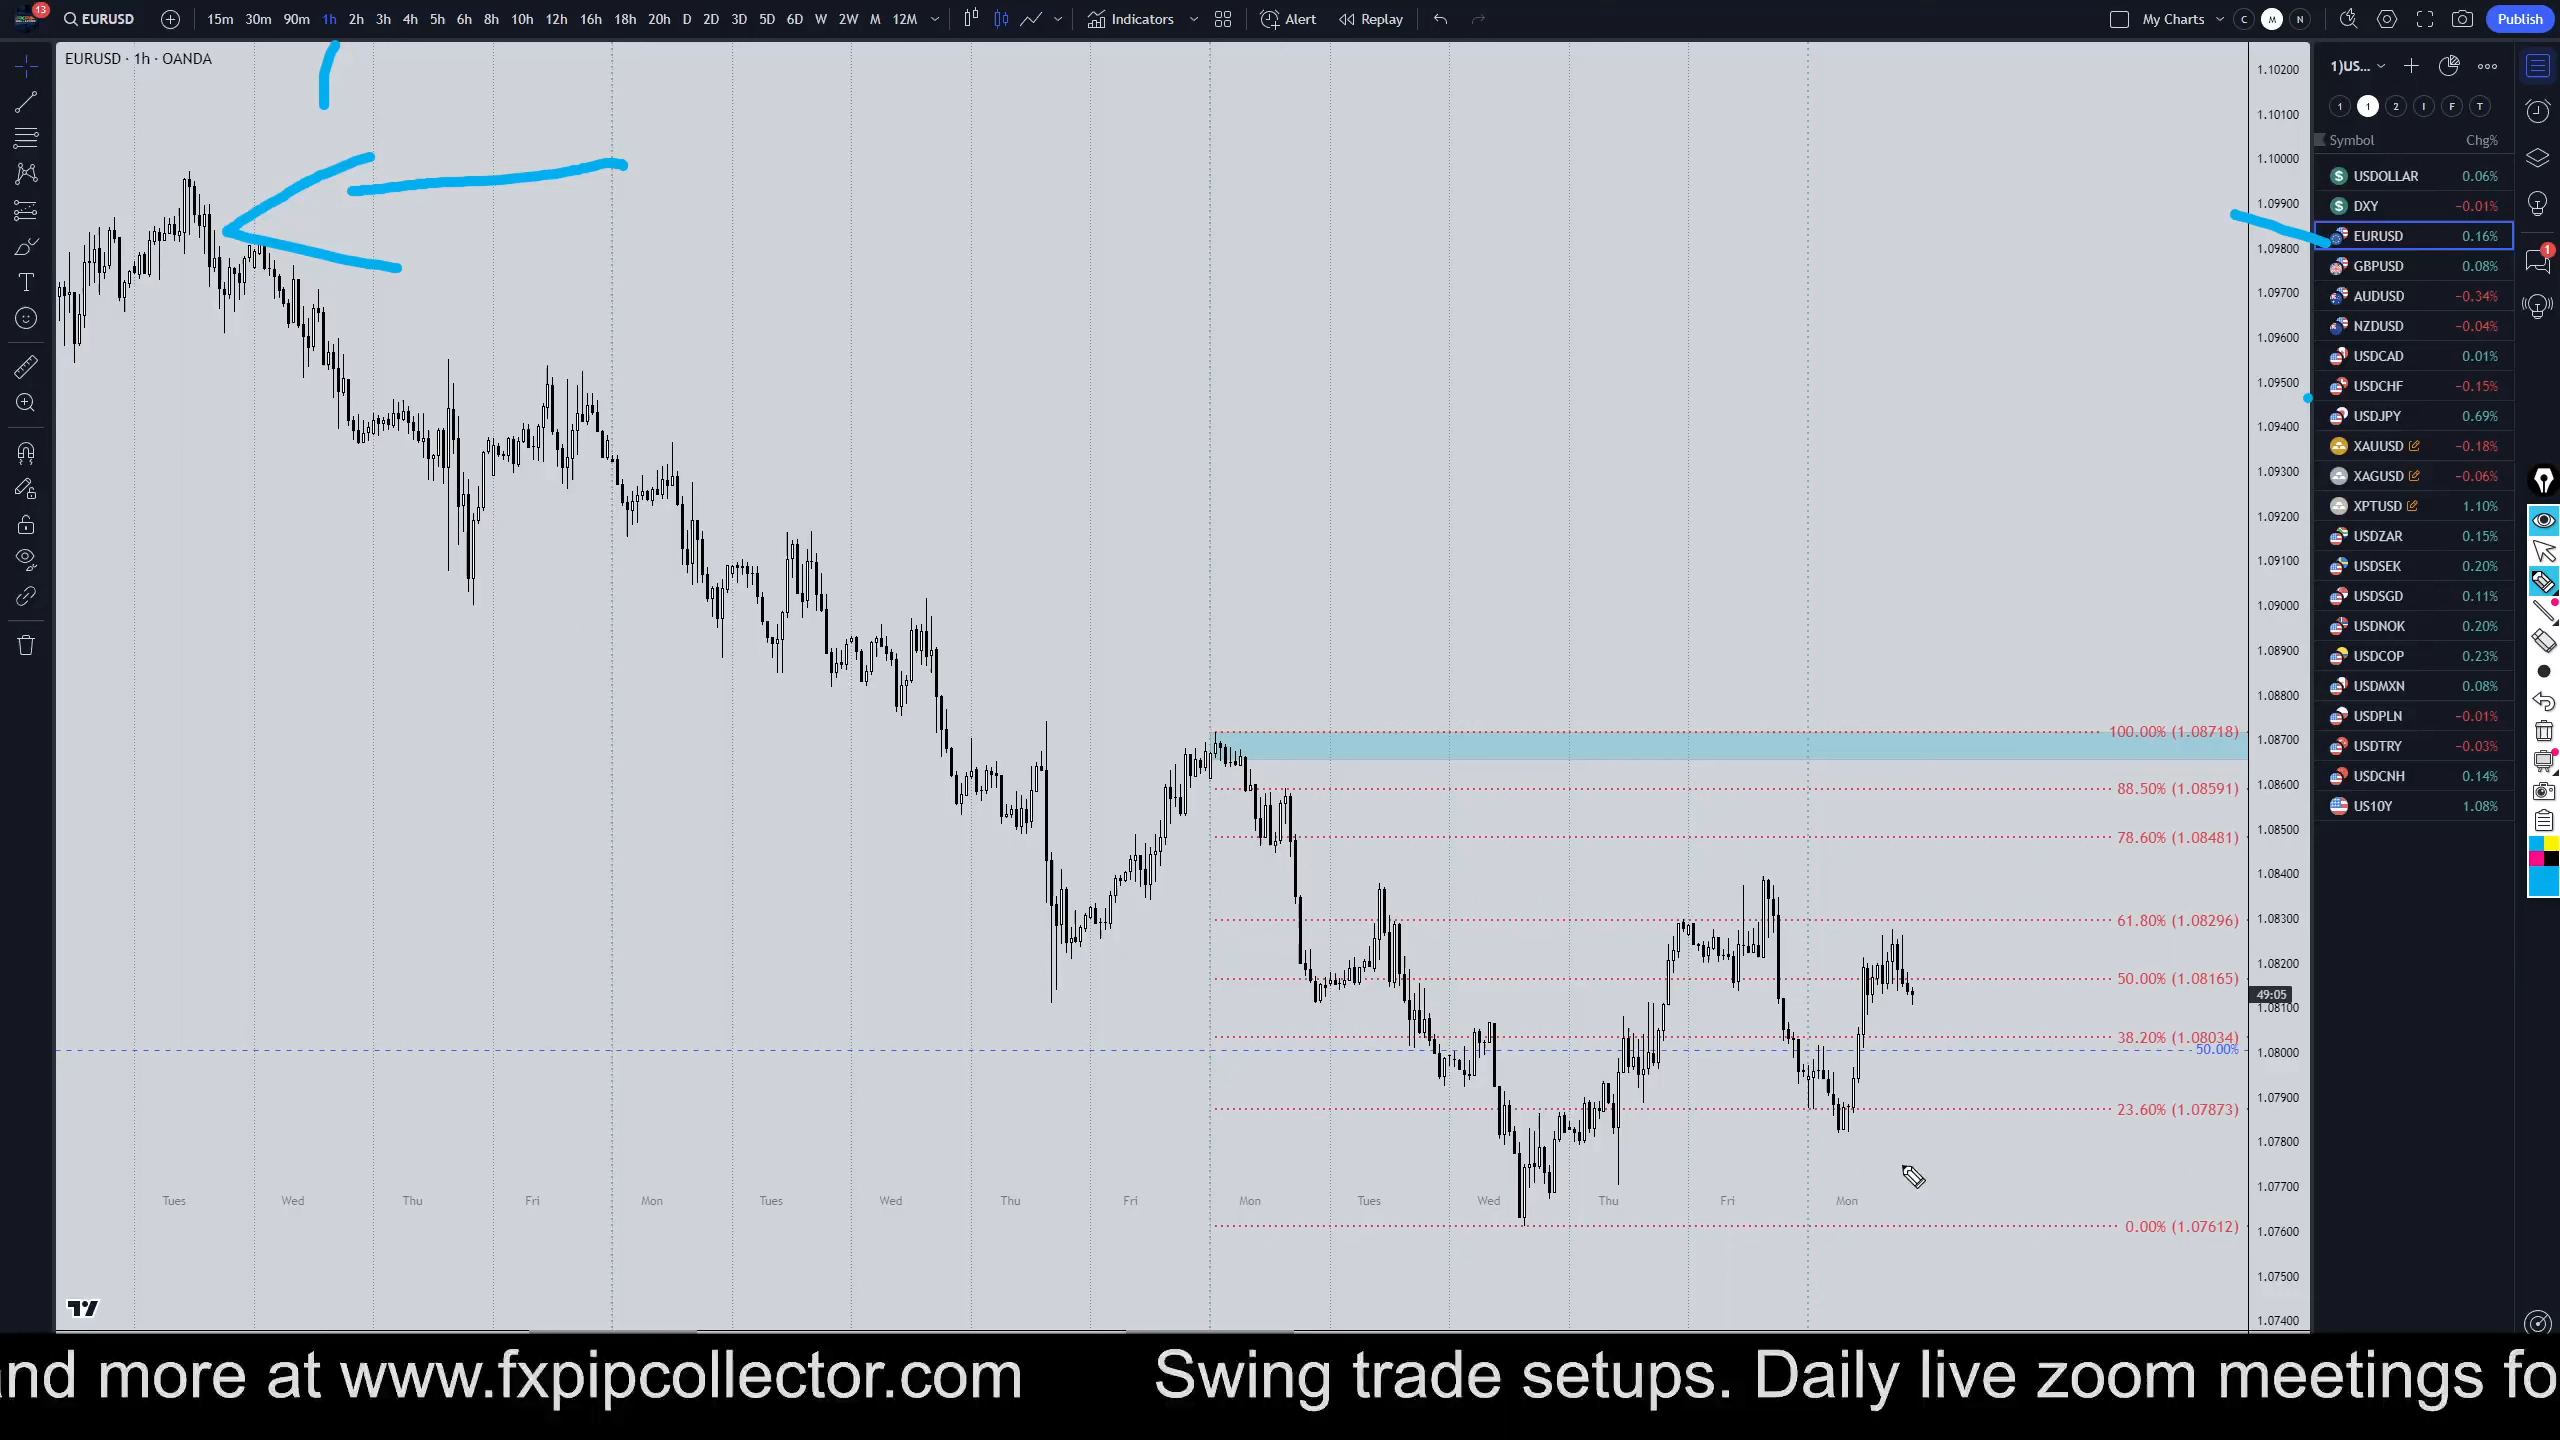 13
EURUSD
15m 30m 90m 1h 2h 3h 4h 5h 6h 8h 10h 12h 16h 18h 20h D 2D 3D 5D 6D W 2W M 12M
Indicators
Alert
Replay
My Charts
C M N
Publish
EURUSD · 1h · OANDA
1)US...
1 1 2 I F T
Symbol Chg%
USDOLLAR 0.06%
DXY −0.01%
EURUSD 0.16%
GBPUSD 0.08%
AUDUSD −0.34%
NZDUSD −0.04%
USDCAD 0.01%
USDCHF −0.15%
USDJPY 0.69%
XAUUSD −0.18%
XAGUSD −0.06%
XPTUSD 1.10%
USDZAR 0.15%
USDSEK 0.20%
USDSGD 0.11%
USDNOK 0.20%
USDCOP 0.23%
USDMXN 0.08%
USDPLN −0.01%
USDTRY −0.03%
USDCNH 0.14%
US10Y 1.08%
1
1.10200
1.10100
1.10000
1.09900
1.09800
1.09700
1.09600
1.09500
1.09400
1.09300
1.09200
1.09100
1.09000
1.08900
1.08800
1.08700
1.08600
1.08500
1.08400
1.08300
1.08200
49:05
1.08100
1.08000
1.07900
1.07800
1.07700
1.07600
1.07500
1.07400
100.00% (1.08718)
88.50% (1.08591)
78.60% (1.08481)
61.80% (1.08296)
50.00% (1.08165)
38.20% (1.08034)
50.00%
23.60% (1.07873)
0.00% (1.07612)
Tues Wed Thu Fri Mon Tues Wed Thu Fri Mon Tues Wed Thu Fri Mon
and more at www.fxpipcollector.com Swing trade setups. Daily live zoom meetings fo